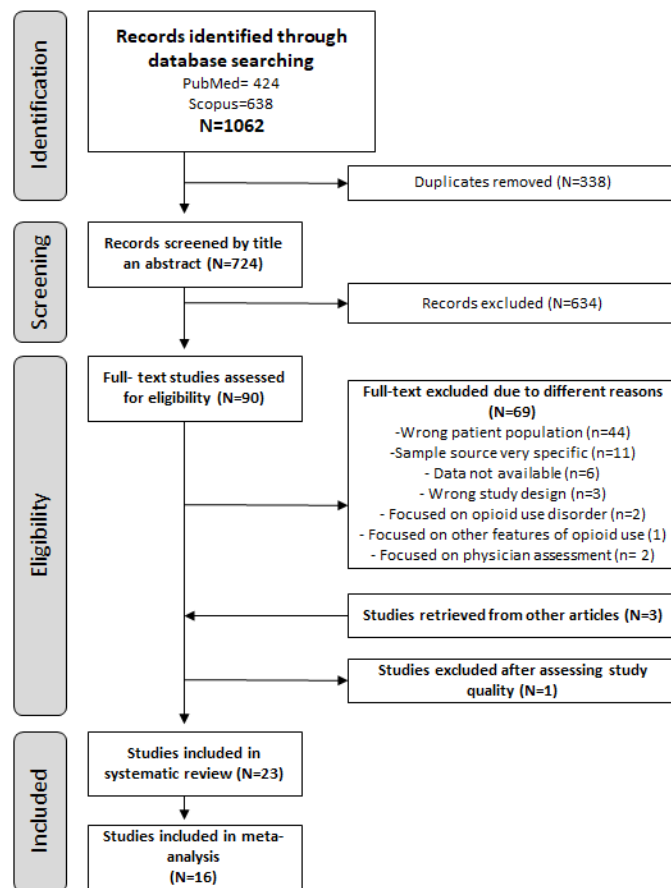 Identification
Records identified through
database searching
PubMed= 424
Scopus=638
N=1062
Duplicates removed (N=338)
Screening
Records screened by title
an abstract (N=724)
Records excluded (N=634)
Eligibility
Full- text studies assessed
for eligibility (N=90)
Full-text excluded due to different reasons
(N=69)
-Wrong patient population (n=44)
-Sample source very specific (n=11)
- Data not available (n=6)
- Wrong study design (n=3)
- Focused on opioid use disorder (n=2)
- Focused on other features of opioid use (1)
- Focused on physician assessment (n= 2)
Studies retrieved from other articles (N=3)
Studies excluded after assessing study
quality (N=1)
Included
Studies included in
systematic review (N=23)
Studies included in meta-
analysis
(N=16)